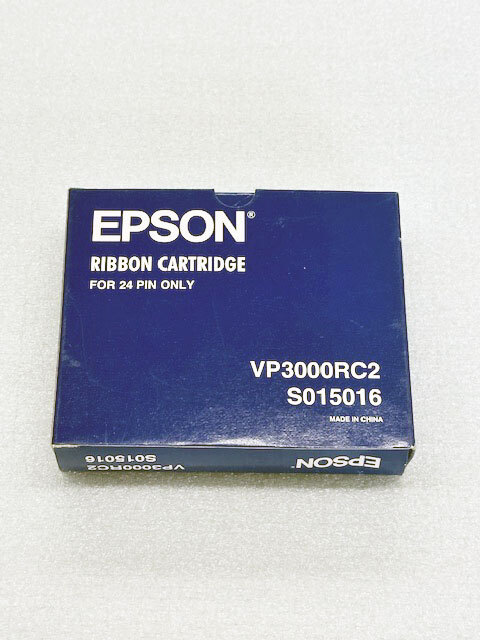 EPSON®
RIBBON CARTRIDGE
FOR 24 PIN ONLY
VP3000RC2
S015016
MADE IN CHINA
EPSON®
VP3000RC2
S015016